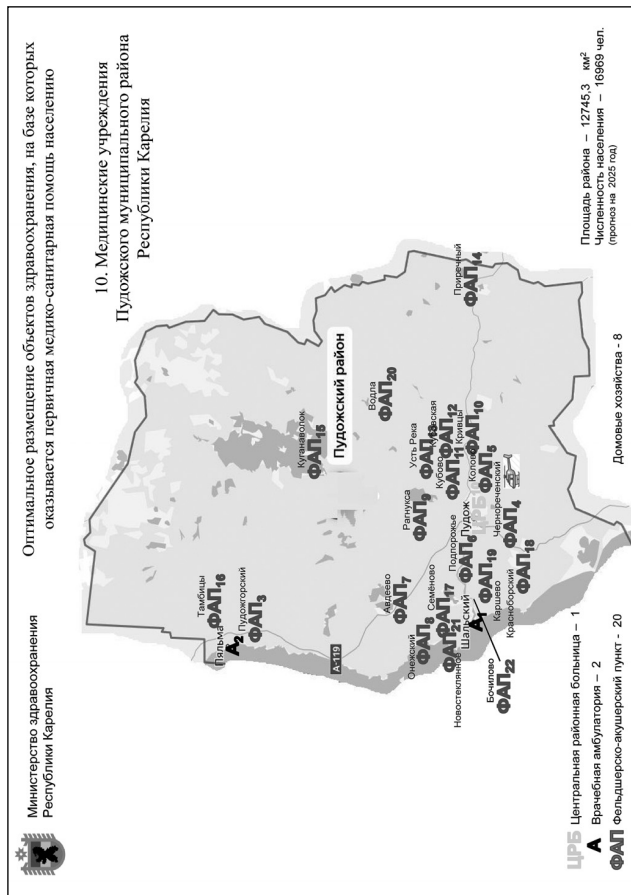 Министерство здравоохранения
Республики Карелия
Оптимальное размещение объектов здравоохранения, на базе которых
оказывается первичная медико-санитарная помощь населению
10. Медицинские учреждения
Пудожского муниципального района
Республики Карелия
Тамбицы
ФАП16
Пяльма
А2
Пудожгорский
ФАП3
Куганаволок
ФАП15
Пудожский район
А-119
Водла
ФАП20
Авдеево
ФАП7
Рагнукса
ФАП9
Усть Река
ФАП13
Онежский
ФАП8
Семёново
ФАП17
Кубово
ФАП11
ФАП12
Кривцы
ФАП10
Приречный
ФАП14
Подпорожье
ФАП6
Пудож
ЦРБ
ФАП5
Новостеклянное
ФАП21
Шальский
А1
ФАП19
Каршево
Чернореченский
ФАП4
Бочилово
ФАП22
Красноборский
ФАП18
ЦРБ Центральная районная больница – 1
А Врачебная амбулатория – 2
ФАП Фельдшерско-акушерский пункт - 20
Домовые хозяйства - 8
Площадь района – 12745,3 км²
Численность населения – 16969 чел.
(прогноз на 2025 год)